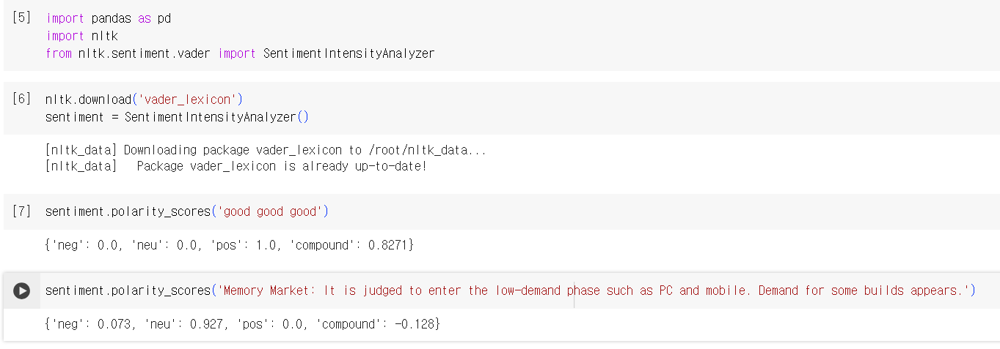 [5] import pandas as pd
import nltk
from nltk.sentiment.vader import SentimentIntensityAnalyzer
[6] nltk.download('vader_lexicon')
sentiment = SentimentIntensityAnalyzer()
[nltk_data] Downloading package vader_lexicon to /root/nltk_data...
[nltk_data]   Package vader_lexicon is already up-to-date!
[7] sentiment.polarity_scores('good good good')
{'neg': 0.0, 'neu': 0.0, 'pos': 1.0, 'compound': 0.8271}
sentiment.polarity_scores('Memory Market: It is judged to enter the low-demand phase such as PC and mobile. Demand for some builds appears.')
{'neg': 0.073, 'neu': 0.927, 'pos': 0.0, 'compound': -0.128}